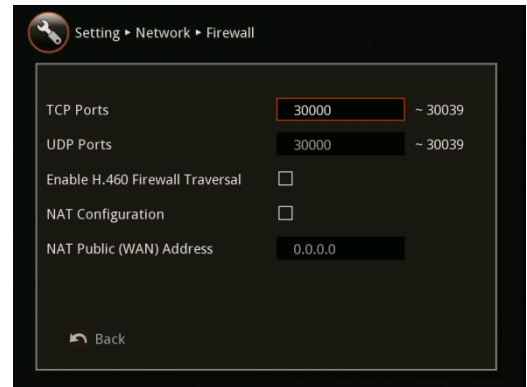 Setting ▸ Network ▸ Firewall
TCP Ports 30000 ~ 30039
UDP Ports 30000 ~ 30039
Enable H.460 Firewall Traversal
NAT Configuration
NAT Public (WAN) Address 0.0.0.0
Back